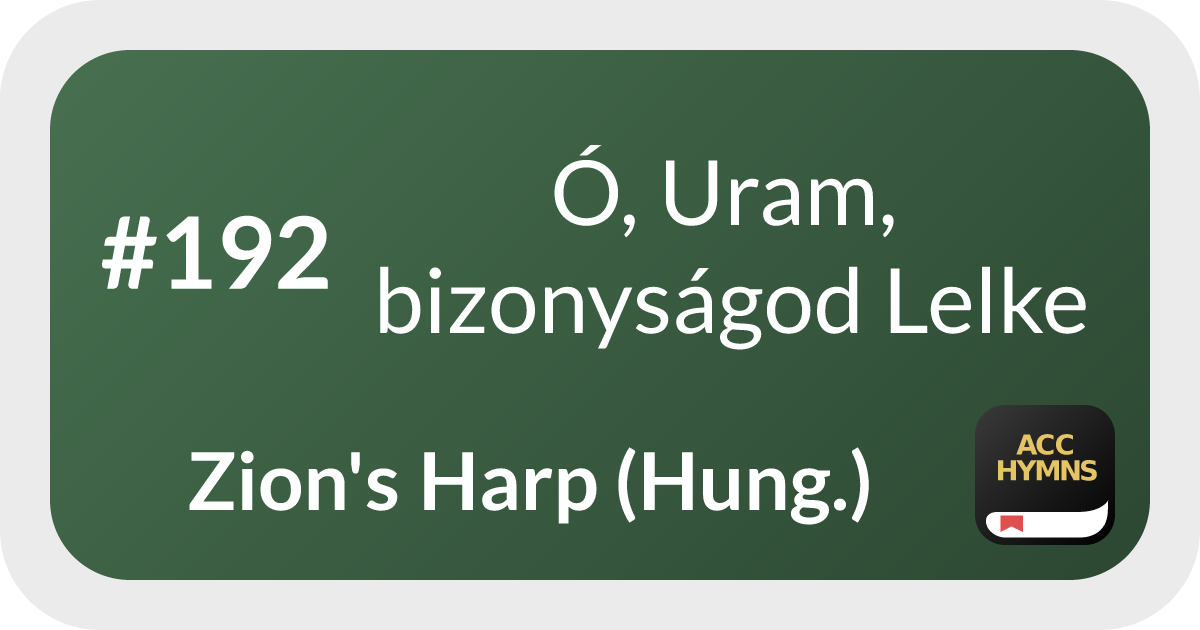 #192
Ó, Uram,
bizonyságod Lelke
Zion's Harp (Hung.)
ACC
HYMNS